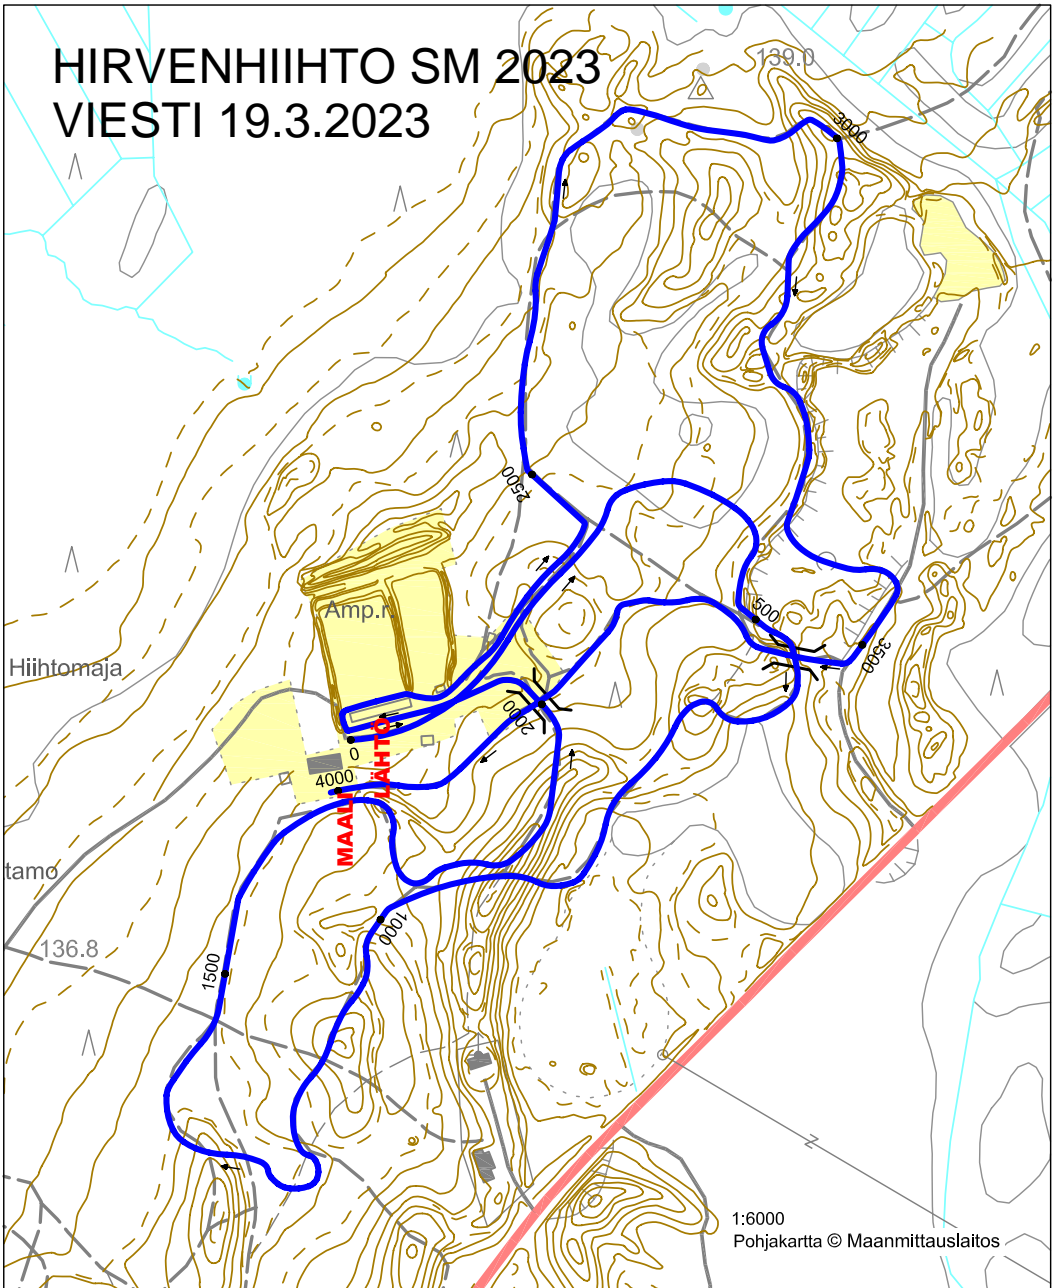 HIRVENHIIHTO SM 2023
VIESTI 19.3.2023
139.0
3000
2500
Amp.r
500
Hiihtomaja
3500
2000
0
LÄHTÖ
4000
MAALI
tamo
1000
136.8
1500
N
1:6000
Pohjakartta © Maanmittauslaitos